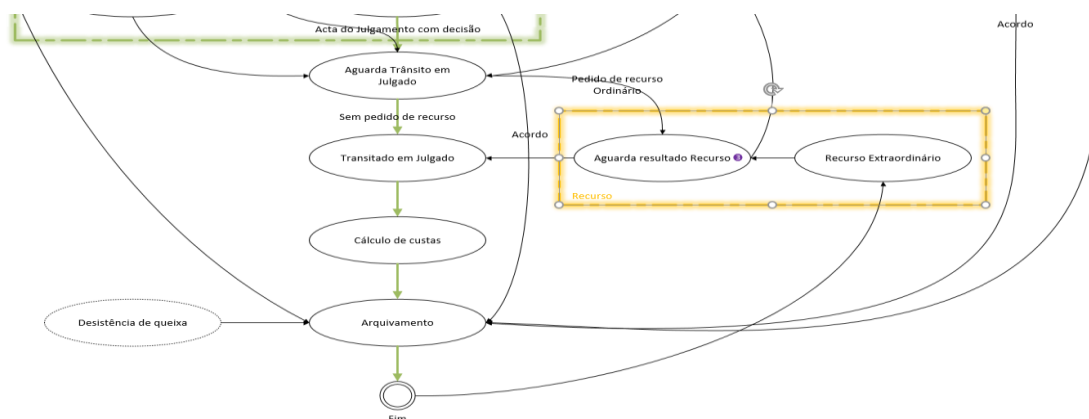 Acordo
Acta do Julgamento com decisão
Aguarda Trânsito em
Julgado
Pedido de recurso
Ordinário
Sem pedido de recurso
Acordo
Transitado em Julgado
Aguarda resultado Recurso 3
Recurso Extraordinário
Recurso
Cálculo de custas
Desistência de queixa
Arquivamento
Fim